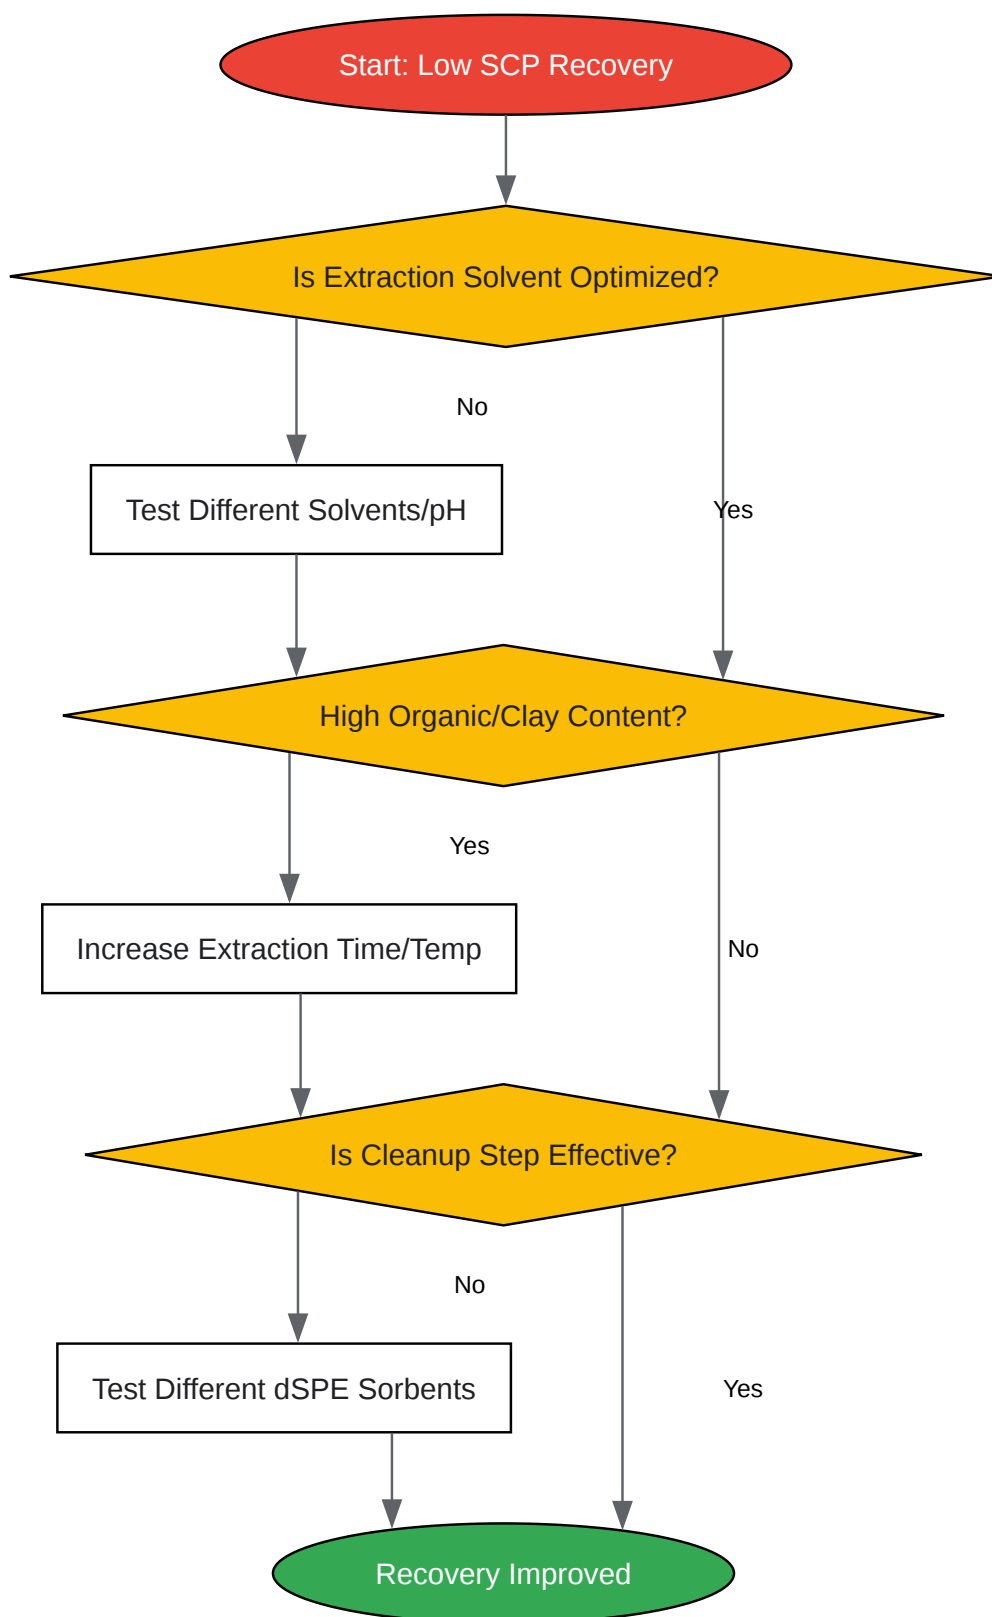 Start: Low SCP Recovery
Is Extraction Solvent Optimized?
No
Test Different Solvents/pH
Yes
High Organic/Clay Content?
Yes
Increase Extraction Time/Temp
No
Is Cleanup Step Effective?
No
Test Different dSPE Sorbents
Yes
Recovery Improved